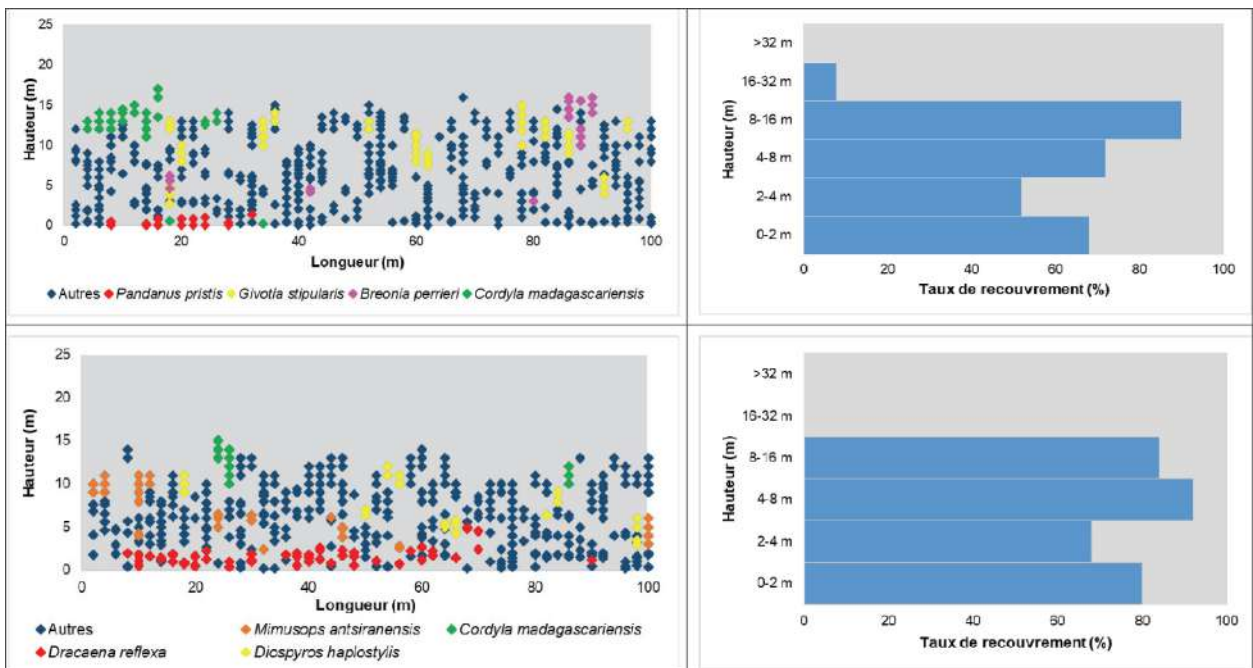 25
20
15
10
5
0
Hauteur (m)
0 20 40 60 80 100
Longueur (m)
Autres Pandanus pristis Givotia stipularis Breonia perrieri Cordyla madagascariensis
Hauteur (m)
>32 m
16-32 m
8-16 m
4-8 m
2-4 m
0-2 m
0 20 40 60 80 100
Taux de recouvrement (%)
25
20
15
10
5
0
Hauteur (m)
0 20 40 60 80 100
Longueur (m)
Autres Mimusops antsiranensis Cordyla madagascariensis
Dracaena reflexa Diospyros haplostylis
Hauteur (m)
>32 m
16-32 m
8-16 m
4-8 m
2-4 m
0-2 m
0 20 40 60 80 100
Taux de recouvrement (%)